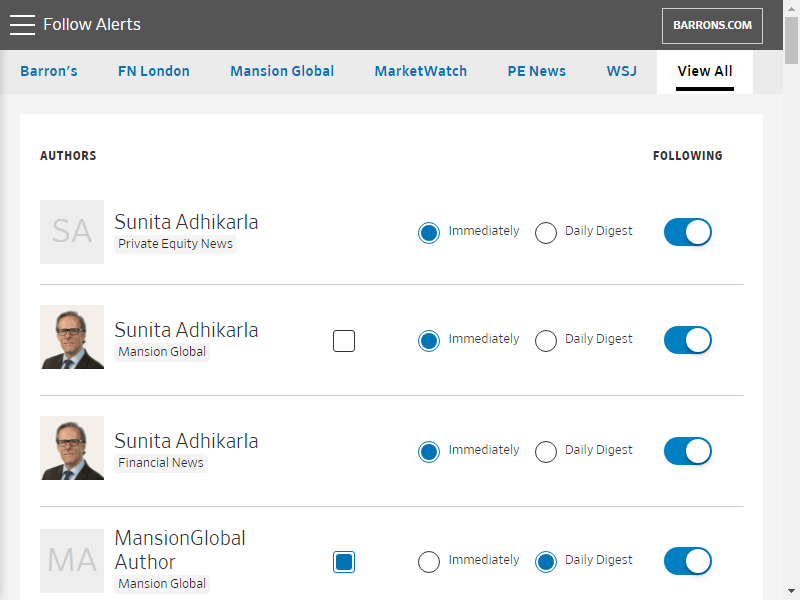 Follow Alerts
BARRONS.COM
Barron's FN London Mansion Global MarketWatch PE News WSJ View All
AUTHORS FOLLOWING
SA
Sunita Adhikarla
Private Equity News
Immediately Daily Digest
Sunita Adhikarla
Mansion Global
Immediately Daily Digest
Sunita Adhikarla
Financial News
Immediately Daily Digest
MA
MansionGlobal
Author
Mansion Global
Immediately Daily Digest